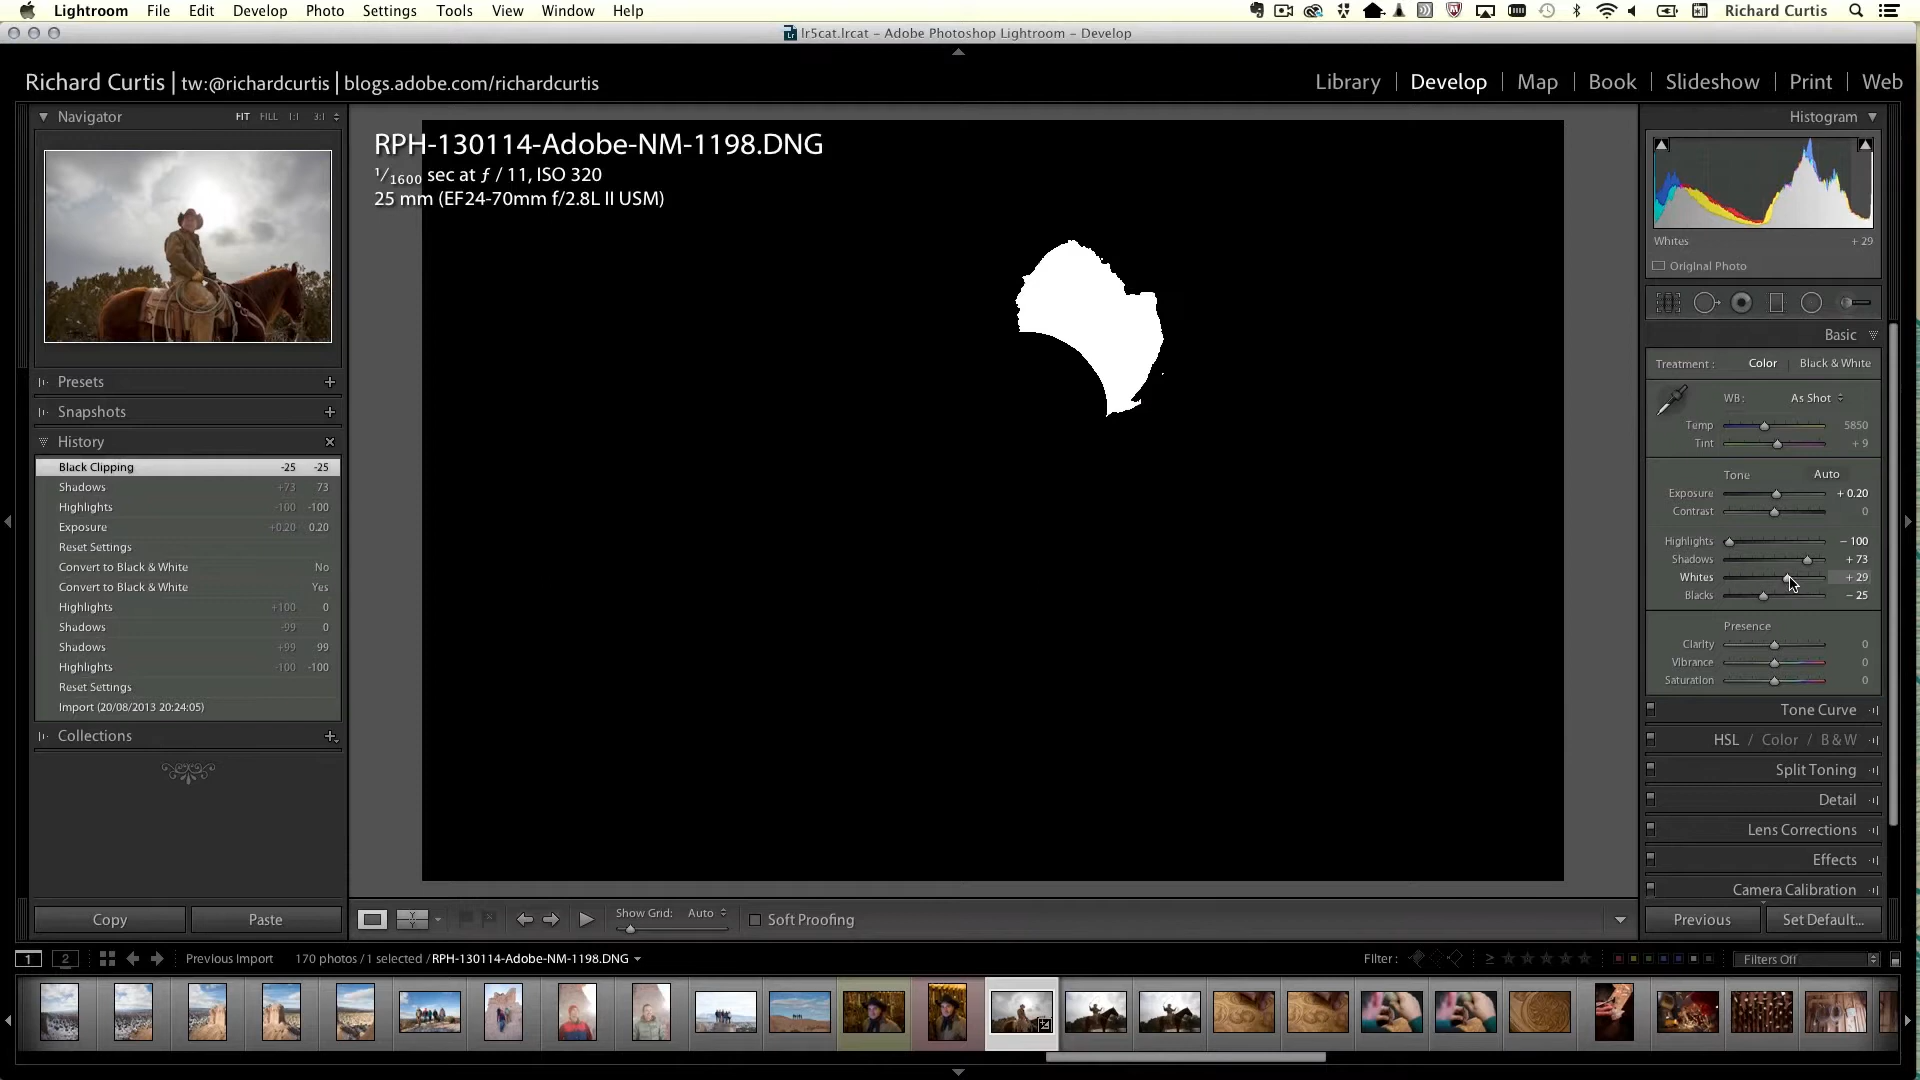 Lightroom File Edit Develop Photo Settings Tools View Window Help Richard Curtis
lr5cat.lrcat – Adobe Photoshop Lightroom – Develop
Richard Curtis | tw:@richardcurtis | blogs.adobe.com/richardcurtis
Library | Develop | Map | Book | Slideshow | Print | Web
Navigator FIT FILL 1:1 3:1
Presets
Snapshots
History
Black Clipping -25 -25
Shadows +73 73
Highlights -100 -100
Exposure +0.20 0.20
Reset Settings
Convert to Black & White No
Convert to Black & White Yes
Highlights +100 0
Shadows -99 0
Shadows +99 99
Highlights -100 -100
Reset Settings
Import (20/08/2013 20:24:05)
Collections
Copy Paste
RPH-130114-Adobe-NM-1198.DNG
1/1600 sec at ƒ / 11, ISO 320
25 mm (EF24-70mm f/2.8L II USM)
Show Grid: Auto Soft Proofing
Histogram
Whites + 29
Original Photo
Basic
Treatment : Color | Black & White
WB: As Shot
Temp 5850
Tint + 9
Tone Auto
Exposure + 0.20
Contrast 0
Highlights – 100
Shadows + 73
Whites + 29
Blacks – 25
Presence
Clarity 0
Vibrance 0
Saturation 0
Tone Curve
HSL / Color / B & W
Split Toning
Detail
Lens Corrections
Effects
Camera Calibration
Previous Set Default...
1 2 Previous Import 170 photos / 1 selected / RPH-130114-Adobe-NM-1198.DNG Filter : ≥ Filters Off